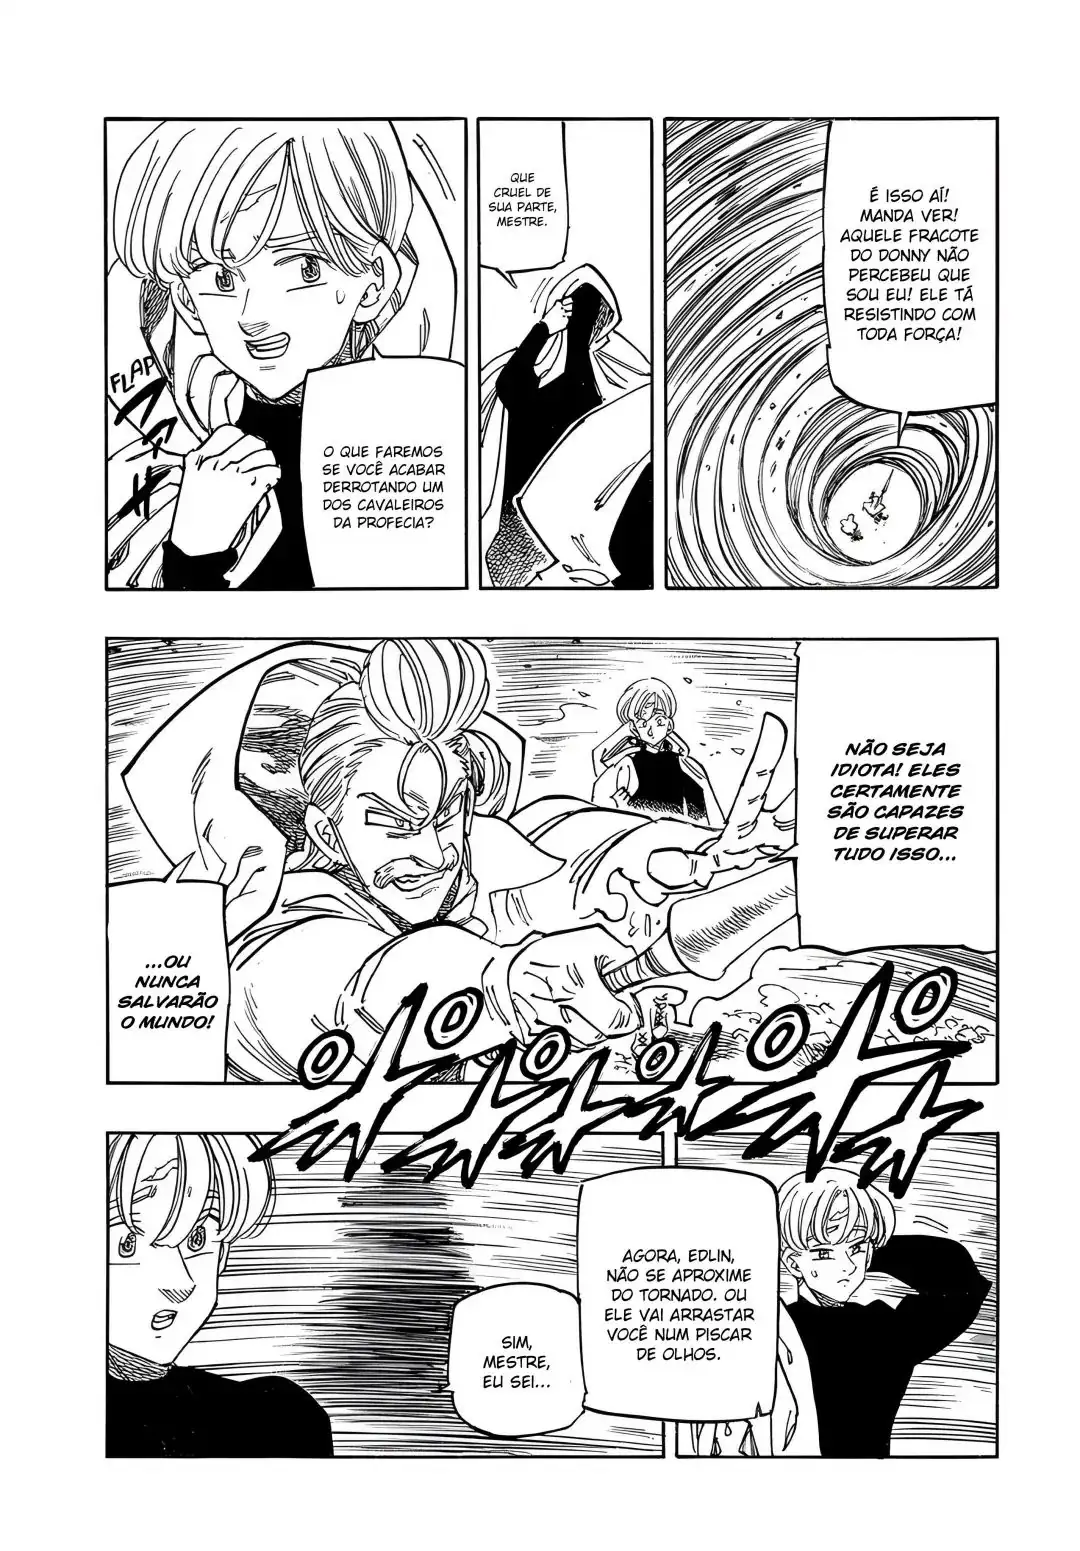 É ISSO AÍ!
MANDA VER!
AQUELE FRACOTE
DO DONNY NÃO
PERCEBEU QUE
SOU EU! ELE TÁ
RESISTINDO COM
TODA FORÇA!
QUE
CRUEL DE
SUA PARTE,
MESTRE.
FLAP
O QUE FAREMOS
SE VOCÊ ACABAR
DERROTANDO UM
DOS CAVALEIROS
DA PROFECIA?
NÃO SEJA
IDIOTA! ELES
CERTAMENTE
SÃO CAPAZES
DE SUPERAR
TUDO ISSO...
...OU
NUNCA
SALVARÃO
O MUNDO!
AGORA, EDLIN,
NÃO SE APROXIME
DO TORNADO. OU
ELE VAI ARRASTAR
VOCÊ NUM PISCAR
DE OLHOS.
SIM,
MESTRE,
EU SEI...